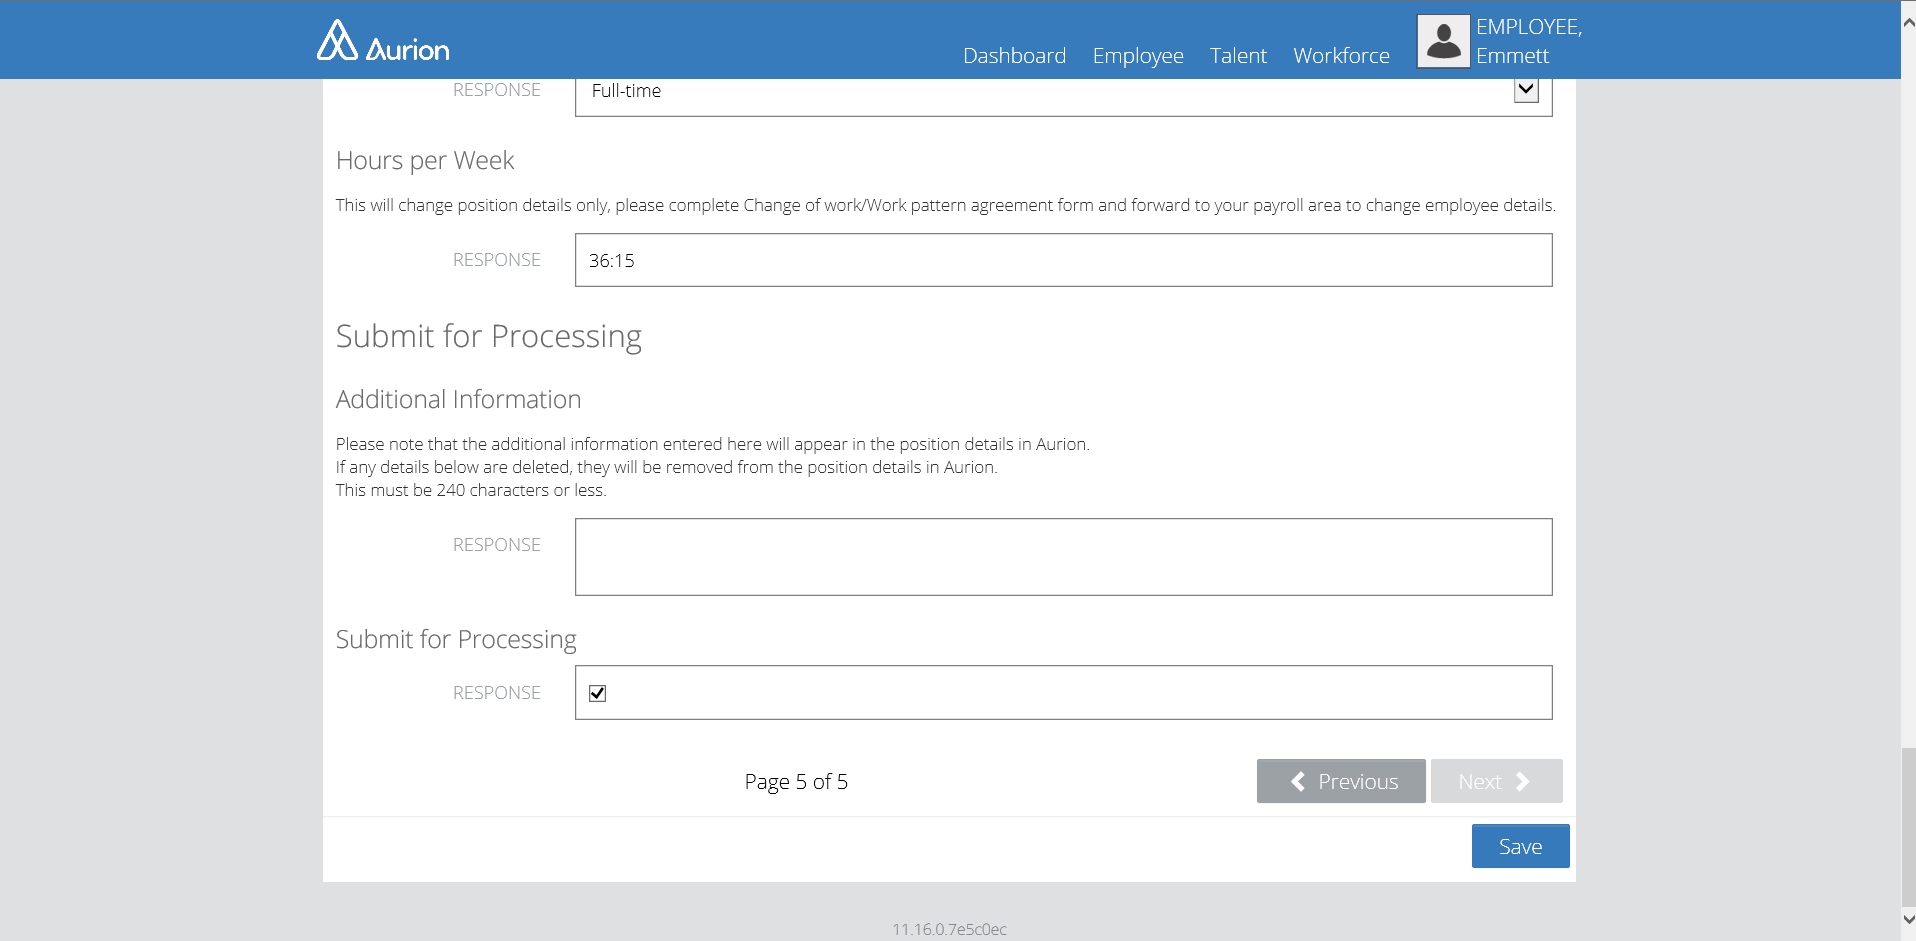 Aurion
Dashboard Employee Talent Workforce
EMPLOYEE,
Emmett
RESPONSE Full-time
Hours per Week
This will change position details only, please complete Change of work/Work pattern agreement form and forward to your payroll area to change employee details.
RESPONSE 36:15
Submit for Processing
Additional Information
Please note that the additional information entered here will appear in the position details in Aurion.
If any details below are deleted, they will be removed from the position details in Aurion.
This must be 240 characters or less.
RESPONSE
Submit for Processing
RESPONSE
Page 5 of 5 Previous Next
Save
11.16.0.7e5c0ec